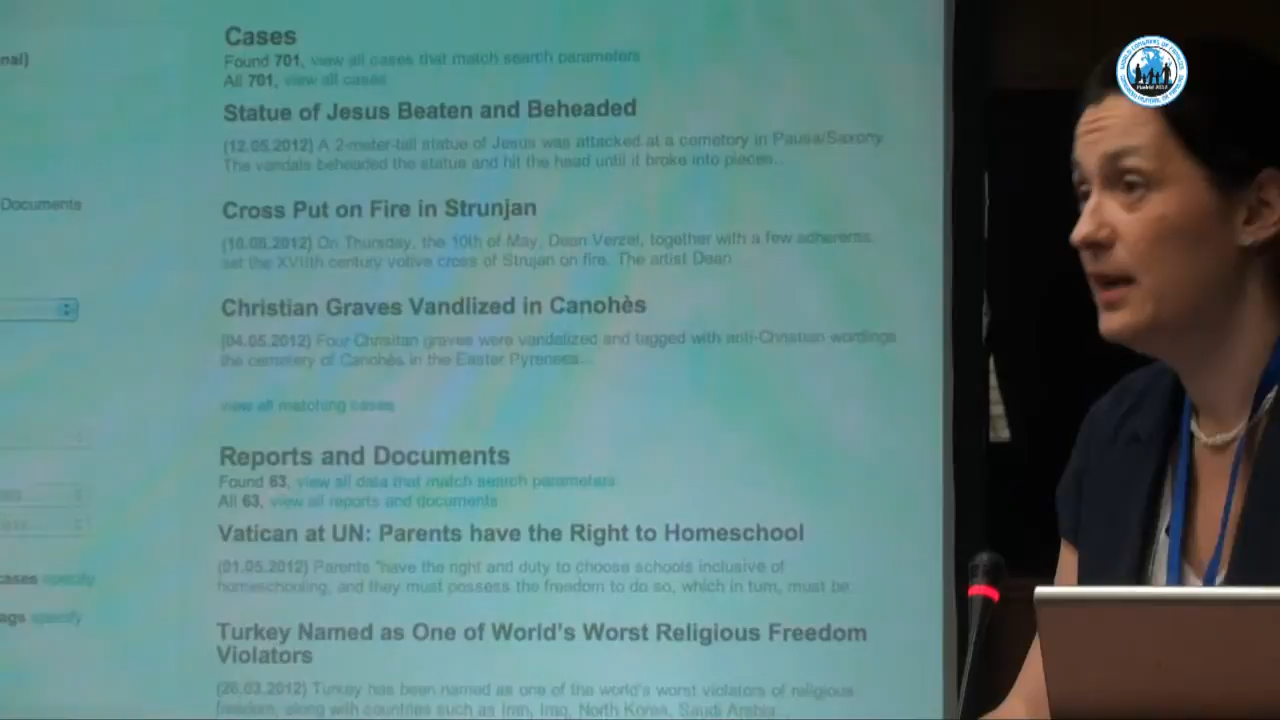 Cases
Found 701, view all cases that match search parameters
All 701, view all cases
Statue of Jesus Beaten and Beheaded
(12.05.2012) A 2-meter-tall statue of Jesus was attacked at a cemetery in Pausa/Saxony.
The vandals beheaded the statue and hit the head until it broke into pieces...
Cross Put on Fire in Strunjan
(10.05.2012) On Thursday, the 10th of May, Dean Verzel, together with a few adherents,
set the XVIIth century votive cross of Strujan on fire. The artist Dean
Christian Graves Vandlized in Canohès
(04.05.2012) Four Chrsitan graves were vandalized and tagged with anti-Christian wordings
the cemetery of Canohès in the Easter Pyrenees...
view all matching cases
Reports and Documents
Found 63, view all data that match search parameters
All 63, view all reports and documents
Vatican at UN: Parents have the Right to Homeschool
(01.05.2012) Parents "have the right and duty to choose schools inclusive of
homeschooling, and they must possess the freedom to do so, which in turn, must be
Turkey Named as One of World's Worst Religious Freedom
Violators
(26.03.2012) Turkey has been named as one of the world's worst violators of religious
freedom, along with countries such as Iran, Iraq, North Korea, Saudi Arabia...
nal)
Documents
cases specify
ags specify
WORLD CONGRESS OF FAMILIES
Madrid 2012